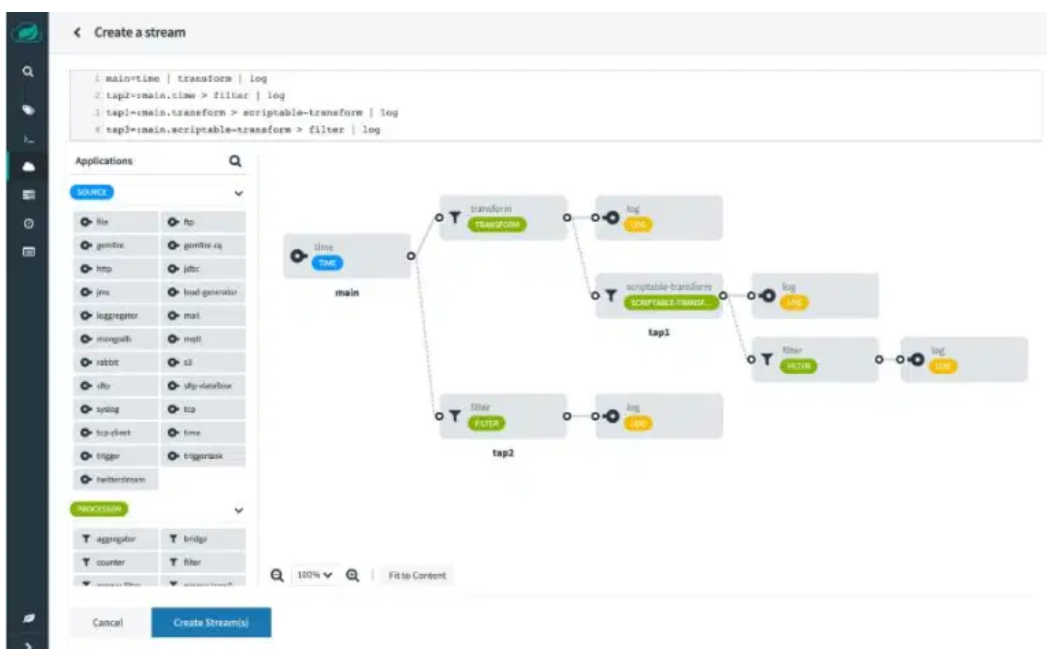 Create a stream
1 main=time | transform | log
2 tap2=:main.time > filter | log
3 tap1=:main.transform > scriptable-transform | log
4 tap3=:main.scriptable-transform > filter | log
Applications
SOURCE
file ftp
gemfire gemfire-cq
http jdbc
jms load-generator
loggregator mail
mongodb mqtt
rabbit s3
sftp sftp-dataflow
syslog tcp
tcp-client time
trigger triggertask
twitterstream
PROCESSOR
aggregator bridge
counter filter
transform
TRANSFORM
log
LOG
time
TIME
main
scriptable-transform
SCRIPTABLE-TRANSF...
tap1
log
LOG
filter
FILTER
log
LOG
filter
FILTER
tap2
log
LOG
100%
Fit to Content
Cancel
Create Stream(s)